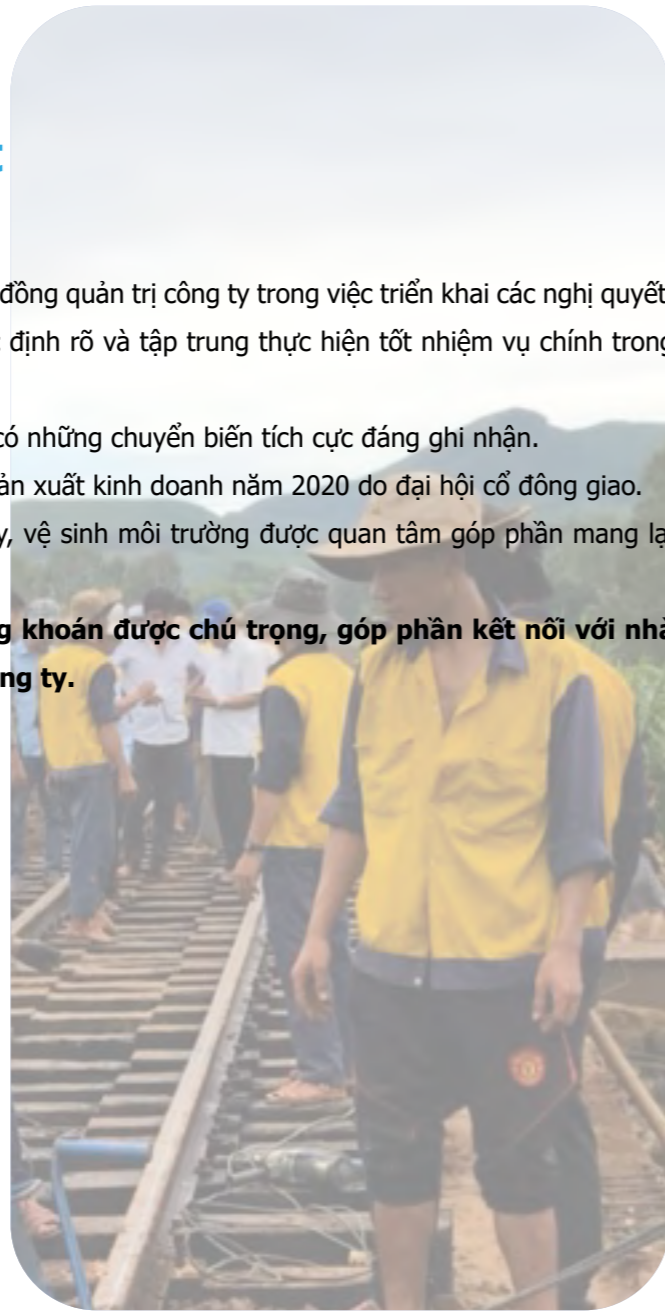 đồng quản trị công ty trong việc triển khai các nghị quyết
định rõ và tập trung thực hiện tốt nhiệm vụ chính trong
có những chuyển biến tích cực đáng ghi nhận.
xuất kinh doanh năm 2020 do đại hội cổ đông giao.
vệ sinh môi trường được quan tâm góp phần mang
khoán được chú trọng, góp phần kết nối với nhà
ty.